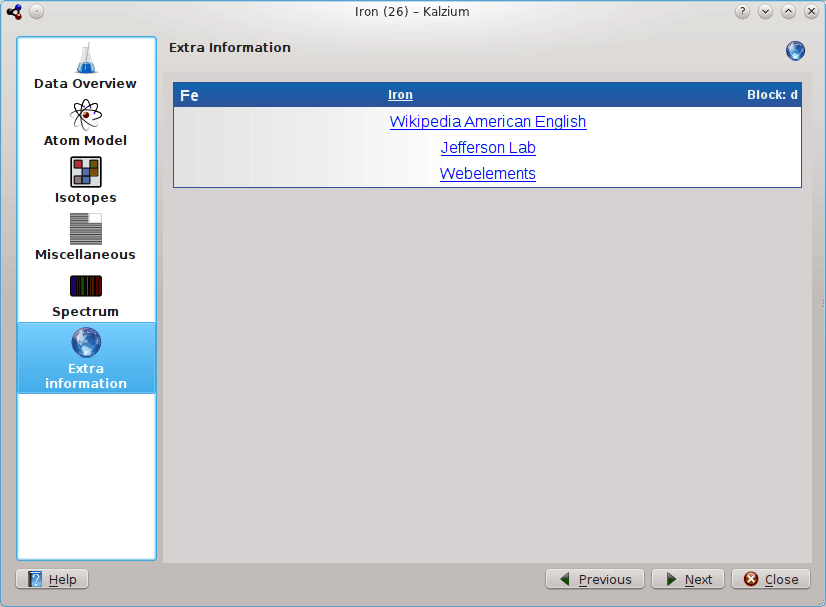 Iron (26) – Kalzium
Data Overview
Atom Model
Isotopes
Miscellaneous
Spectrum
Extra
information
Extra Information
Fe Iron Block: d
Wikipedia American English
Jefferson Lab
Webelements
Help Previous Next Close